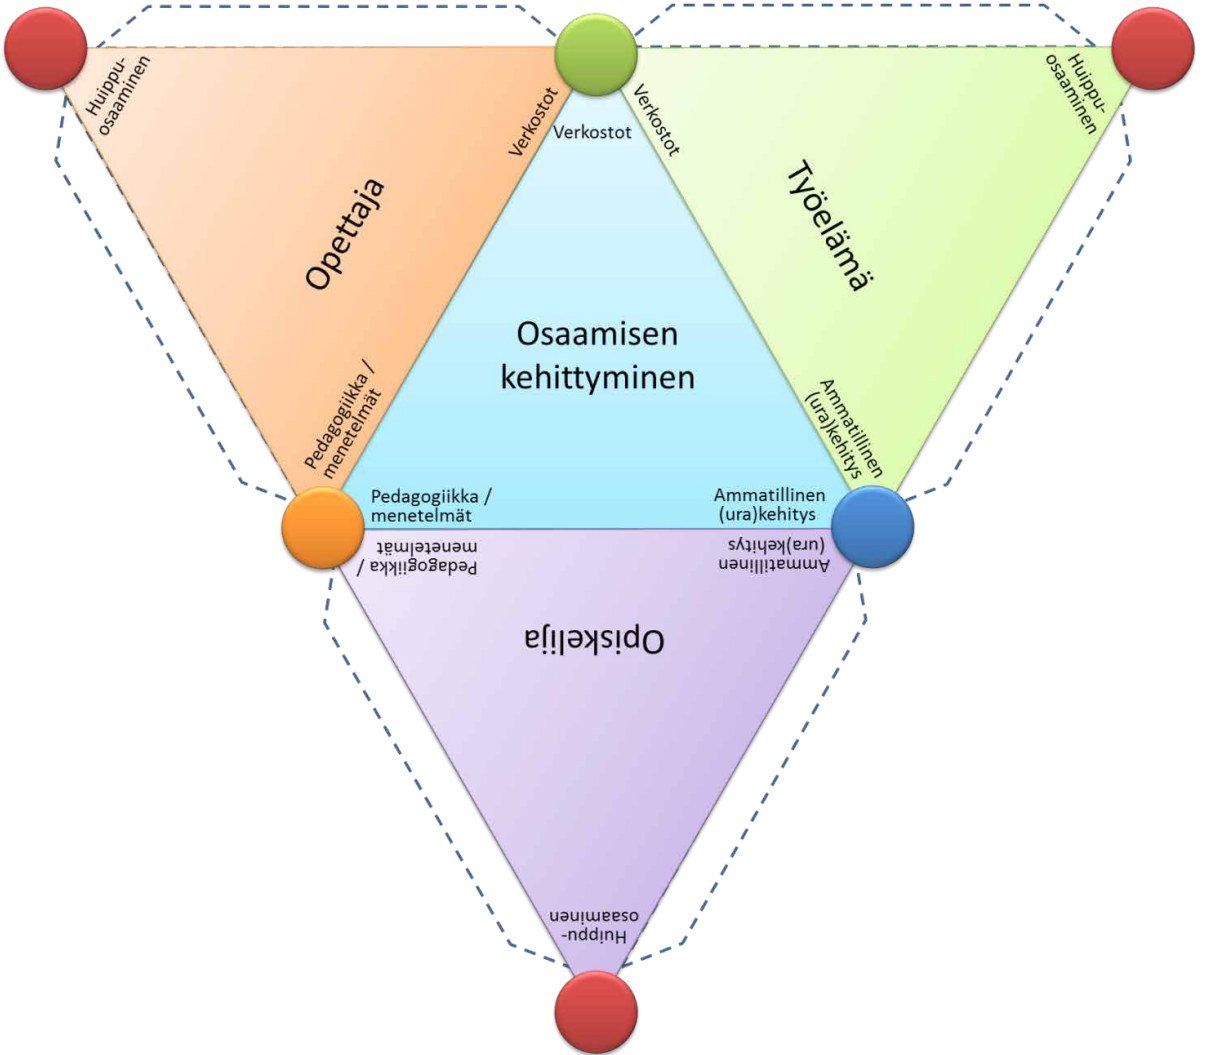 Huippu-
osaaminen
Verkostot
Opettaja
Pedagogiikka /
menetelmät
Verkostot
Osaamisen
kehittyminen
Pedagogiikka /
menetelmät
Ammatillinen
(ura)kehitys
Verkostot
Huippu-
osaaminen
Työelämä
Ammatillinen
(ura)kehitys
Pedagogiikka /
menetelmät
Ammatillinen
(ura)kehitys
Opiskelija
Huippu-
osaaminen